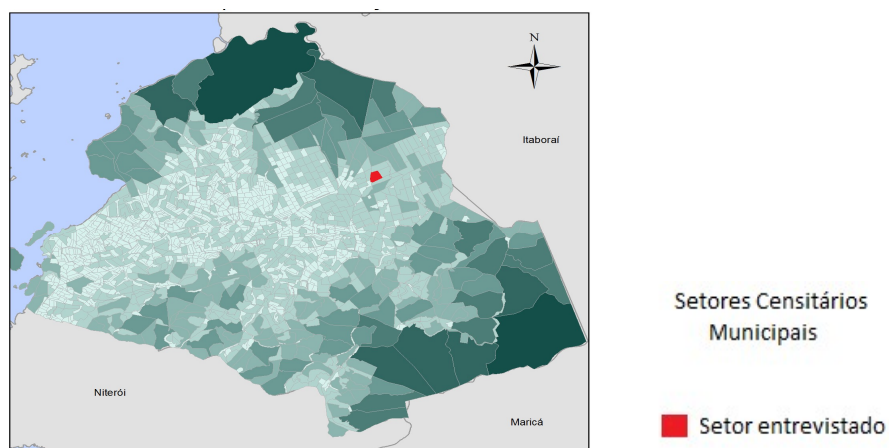 N
Itaboraí
Niterói
Maricá
Setores Censitários
Municipais
Setor entrevistado